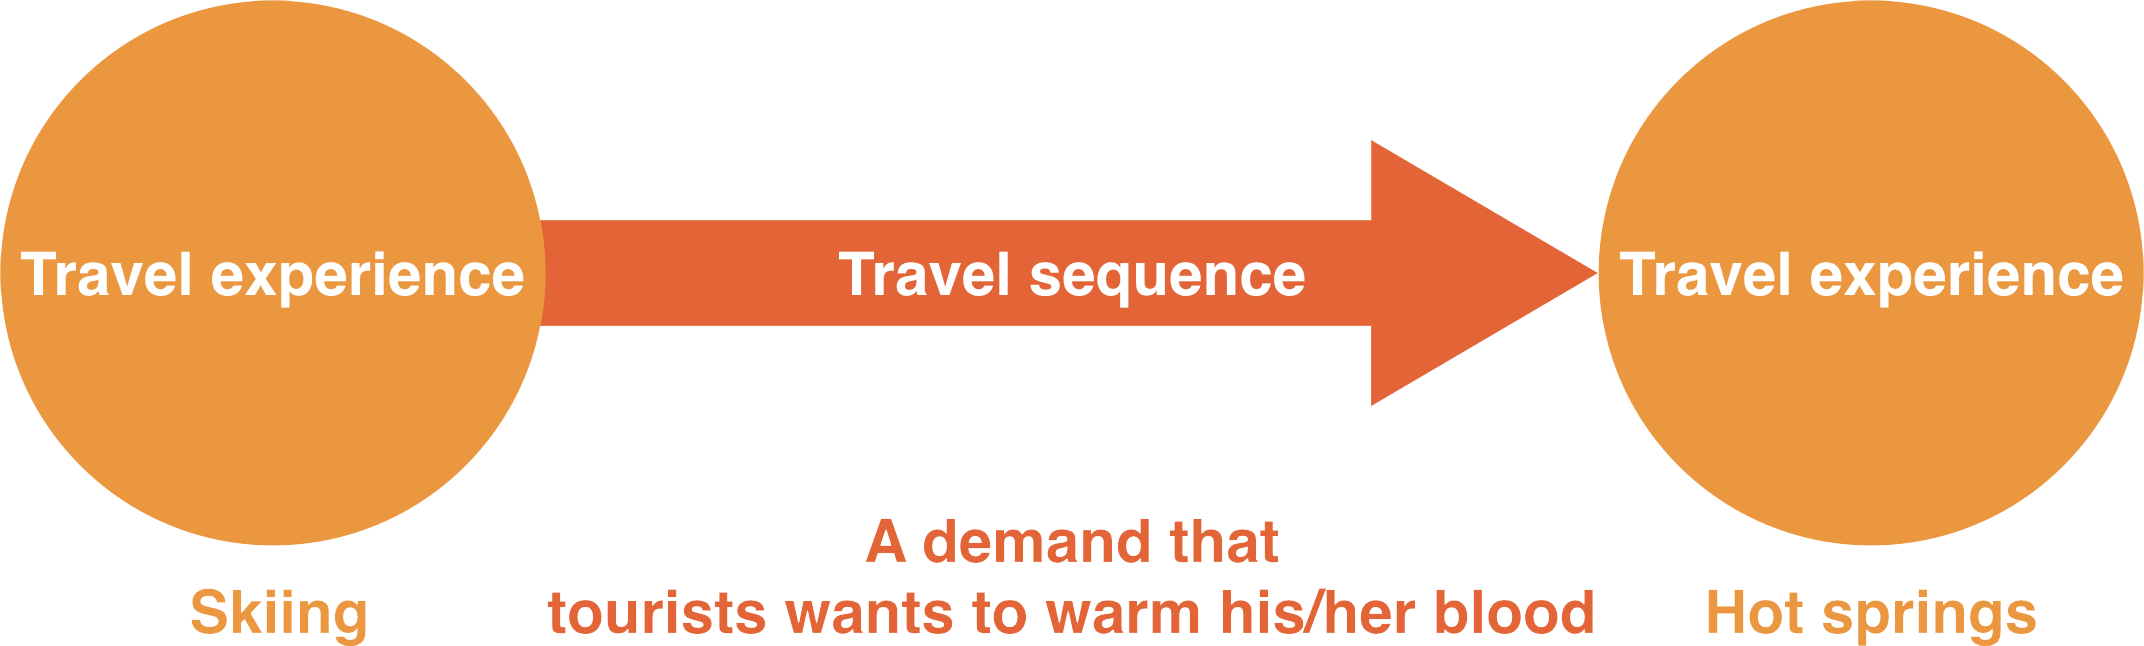 Travel experience
Travel sequence
Travel experience
A demand that
tourists wants to warm his/her blood
Skiing
Hot springs